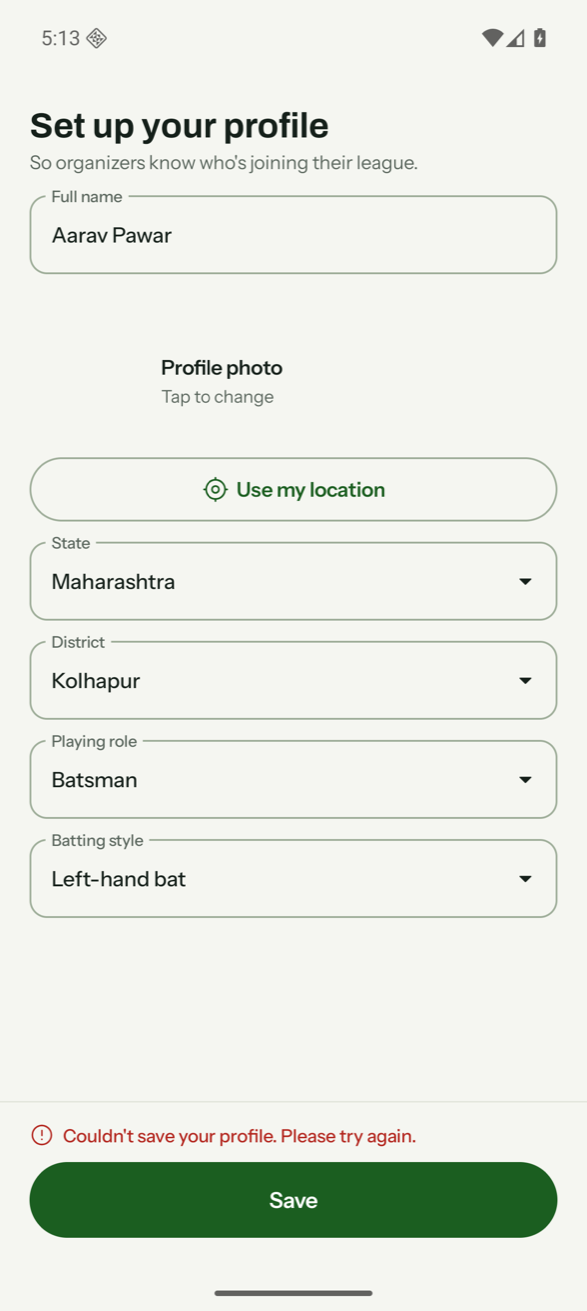 5:13
Set up your profile
So organizers know who's joining their league.
Full name
Aarav Pawar
Profile photo
Tap to change
Use my location
State
Maharashtra
District
Kolhapur
Playing role
Batsman
Batting style
Left-hand bat
Couldn't save your profile. Please try again.
Save